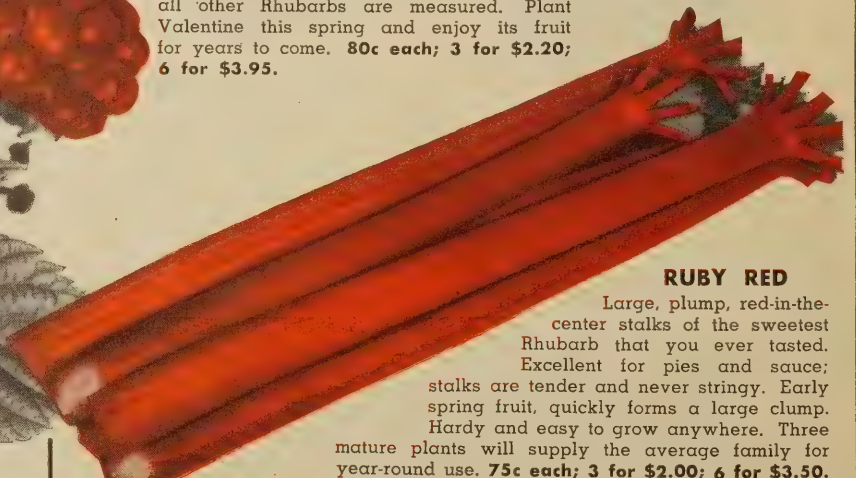 all other Rhubarbs are measured. Plant
Valentine this spring and enjoy its fruit
for years to come. 80c each; 3 for $2.20;
6 for $3.95.
RUBY RED
Large, plump, red-in-the-
center stalks of the sweetest
Rhubarb that you ever tasted.
Excellent for pies and sauce;
stalks are tender and never stringy. Early
spring fruit, quickly forms a large clump.
Hardy and easy to grow anywhere. Three
mature plants will supply the average family for
year-round use. 75c each; 3 for $2.00; 6 for $3.50.